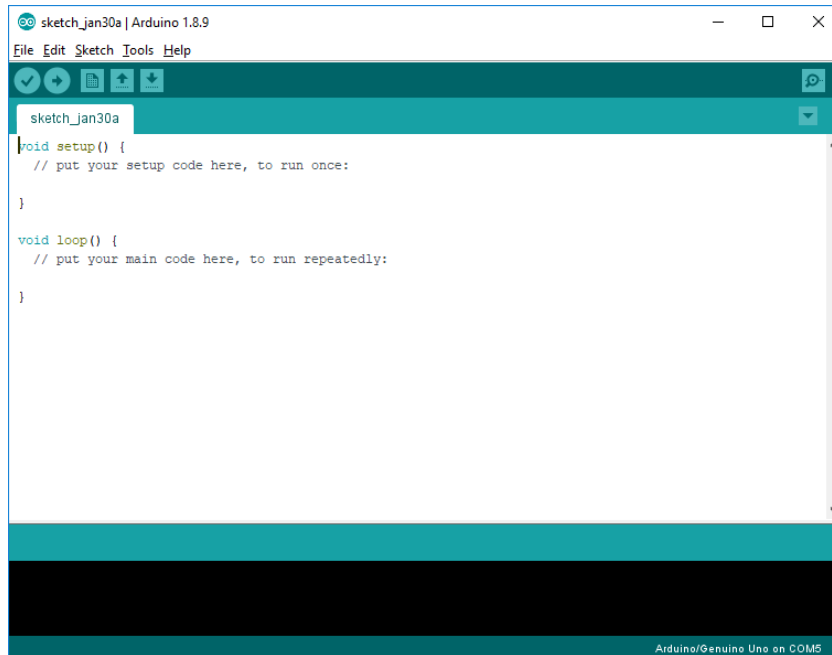 sketch_jan30a | Arduino 1.8.9
File Edit Sketch Tools Help
sketch_jan30a
void setup() {
  // put your setup code here, to run once:
}
void loop() {
  // put your main code here, to run repeatedly:
}
Arduino/Genuino Uno on COM5